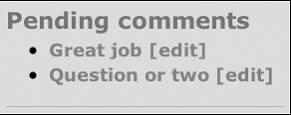 Pending comments
Great job [edit]
Question or two [edit]